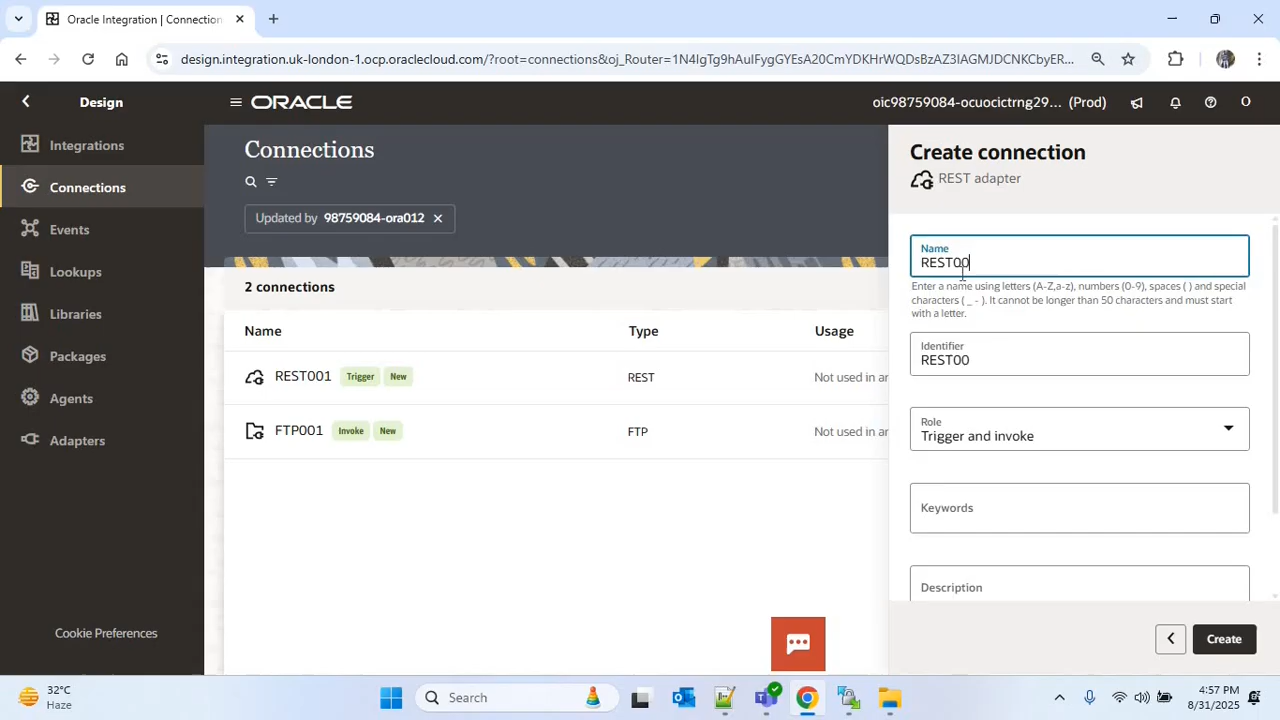 Oracle Integration | Connection
design.integration.uk-london-1.ocp.oraclecloud.com/?root=connections&oj_Router=1N4IgTg9hAuIFygGYEsA20CmYDKHrWQDsBzAZ3IAGMJDCNKCbyER...
Design
ORACLE
oic98759084-ocuocictrng29... (Prod)
O
Integrations
Connections
Events
Lookups
Libraries
Packages
Agents
Adapters
Cookie Preferences
Connections
Updated by 98759084-ora012
2 connections
Name Type Usage
REST001 Trigger New REST Not used in ar
FTP001 Invoke New FTP Not used in ar
Create connection
REST adapter
Name
REST00
Enter a name using letters (A-Z,a-z), numbers (0-9), spaces ( ) and special
characters ( _ - ). It cannot be longer than 50 characters and must start
with a letter.
Identifier
REST00
Role
Trigger and invoke
Keywords
Description
Create
32°C
Haze
Search
4:57 PM
8/31/2025